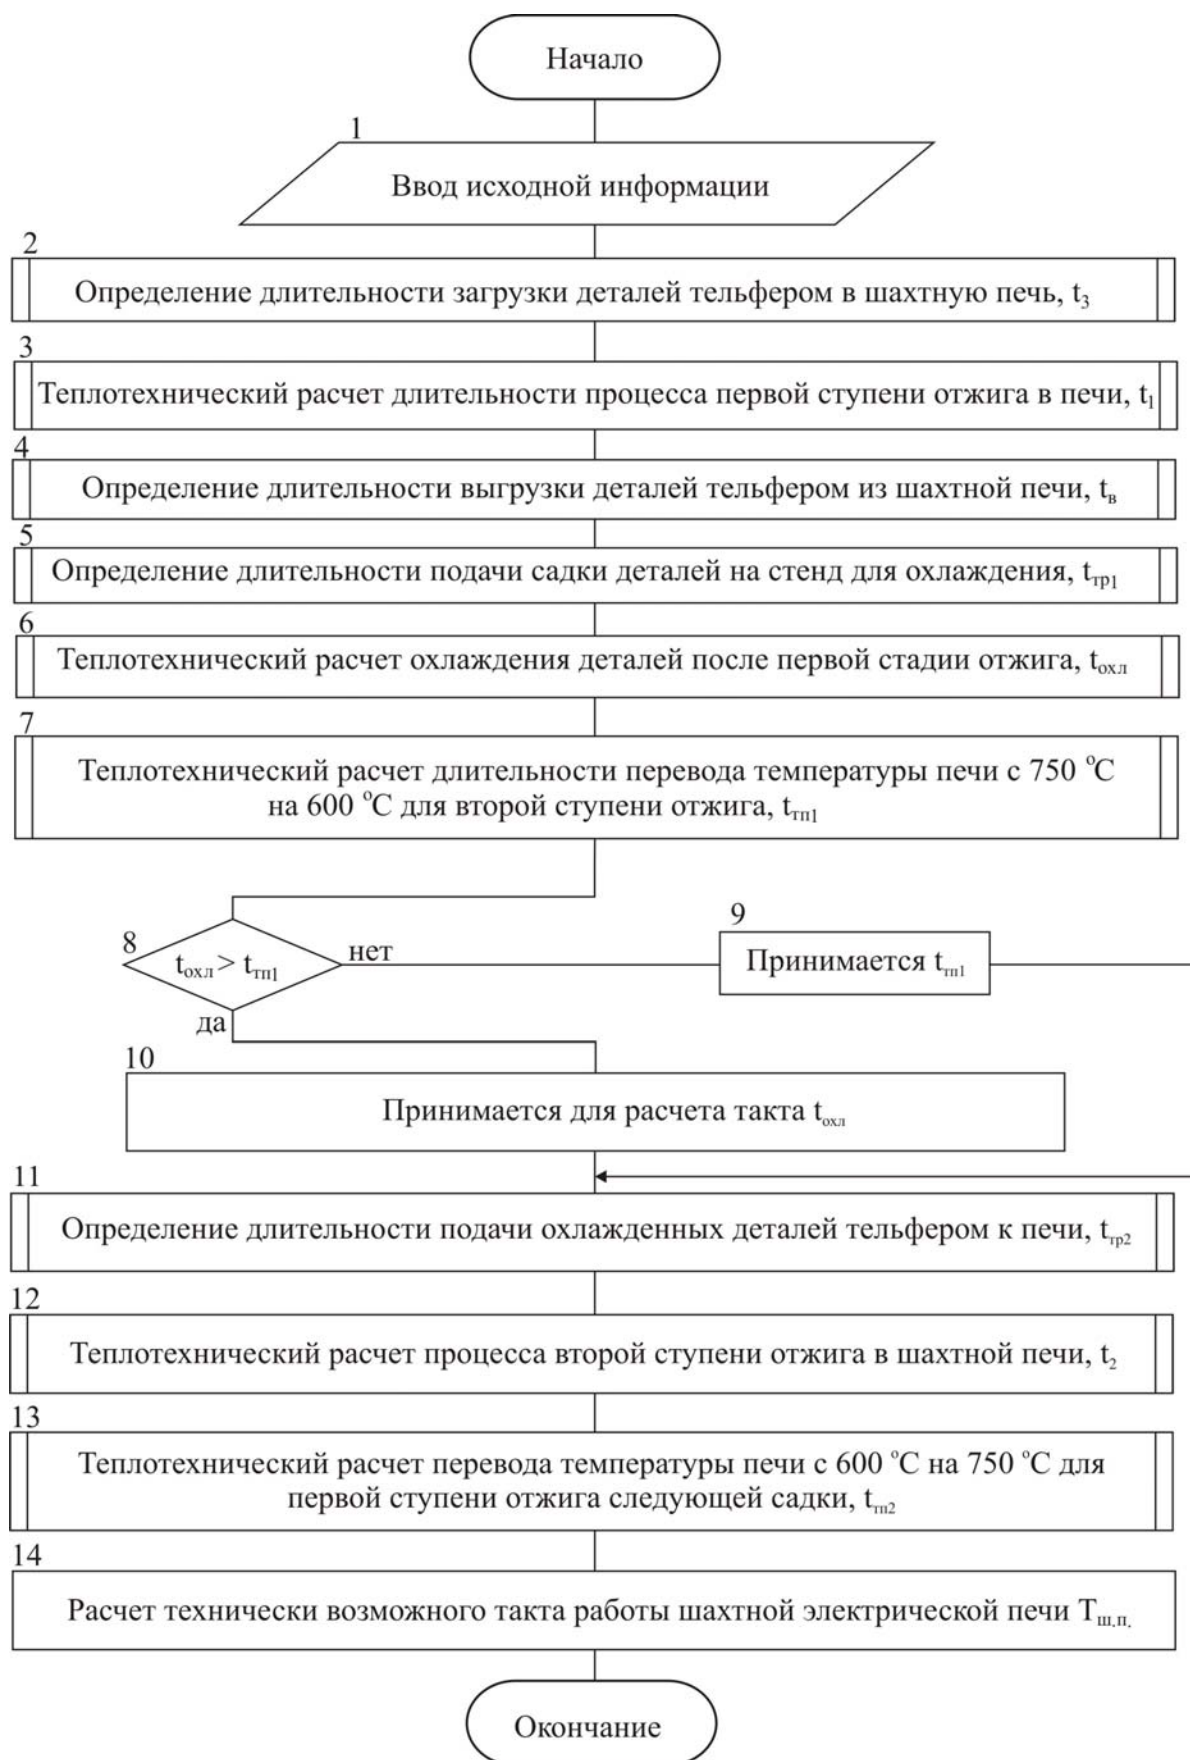 Начало
1
Ввод исходной информации
2
Определение длительности загрузки деталей тельфером в шахтную печь, t₃
3
Теплотехнический расчет длительности процесса первой ступени отжига в печи, t₁
4
Определение длительности выгрузки деталей тельфером из шахтной печи, tв
5
Определение длительности подачи садки деталей на стенд для охлаждения, tтр1
6
Теплотехнический расчет охлаждения деталей после первой стадии отжига, tохл
7
Теплотехнический расчет длительности перевода температуры печи с 750 °C
на 600 °C для второй ступени отжига, tтп1
8
tохл > tтп1
нет
9
Принимается tтп1
да
10
Принимается для расчета такта tохл
11
Определение длительности подачи охлажденных деталей тельфером к печи, tтр2
12
Теплотехнический расчет процесса второй ступени отжига в шахтной печи, t₂
13
Теплотехнический расчет перевода температуры печи с 600 °C на 750 °C для
первой ступени отжига следующей садки, tтп2
14
Расчет технически возможного такта работы шахтной электрической печи Tш.п.
Окончание